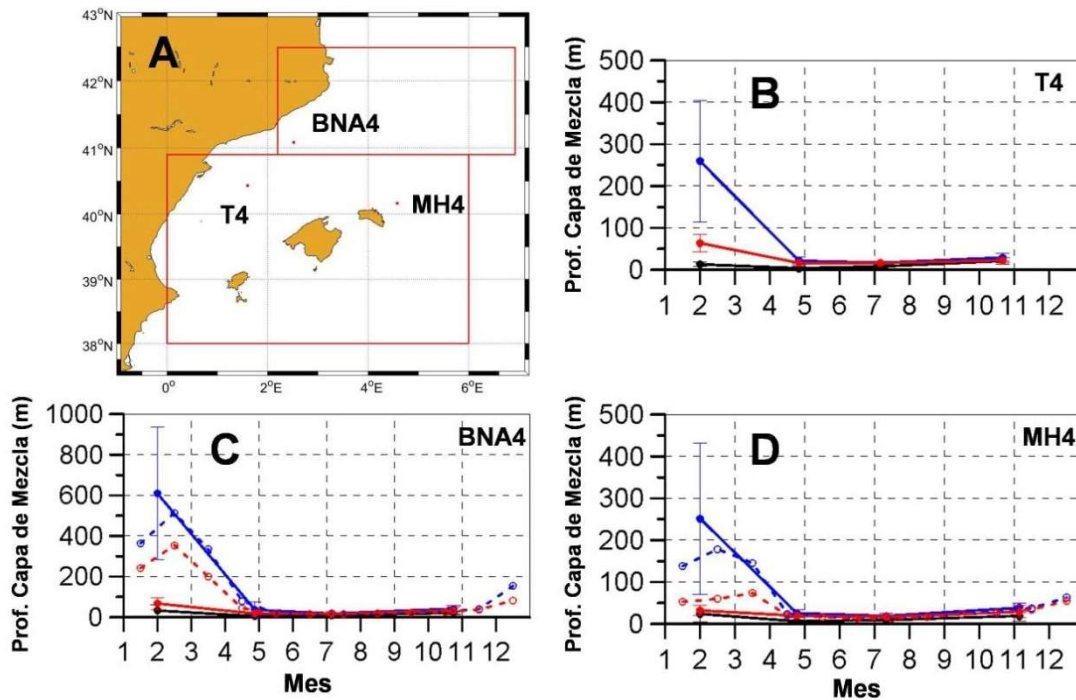 A
43°N
42°N
41°N
40°N
39°N
38°N
0°
2°E
4°E
6°E
BNA4
T4
MH4
B
T4
Prof. Capa de Mezcla (m)
500
400
300
200
100
0
1 2 3 4 5 6 7 8 9 10 11 12
C
BNA4
Prof. Capa de Mezcla (m)
1000
800
600
400
200
0
1 2 3 4 5 6 7 8 9 10 11 12
Mes
D
MH4
Prof. Capa de Mezcla (m)
500
400
300
200
100
0
1 2 3 4 5 6 7 8 9 10 11 12
Mes